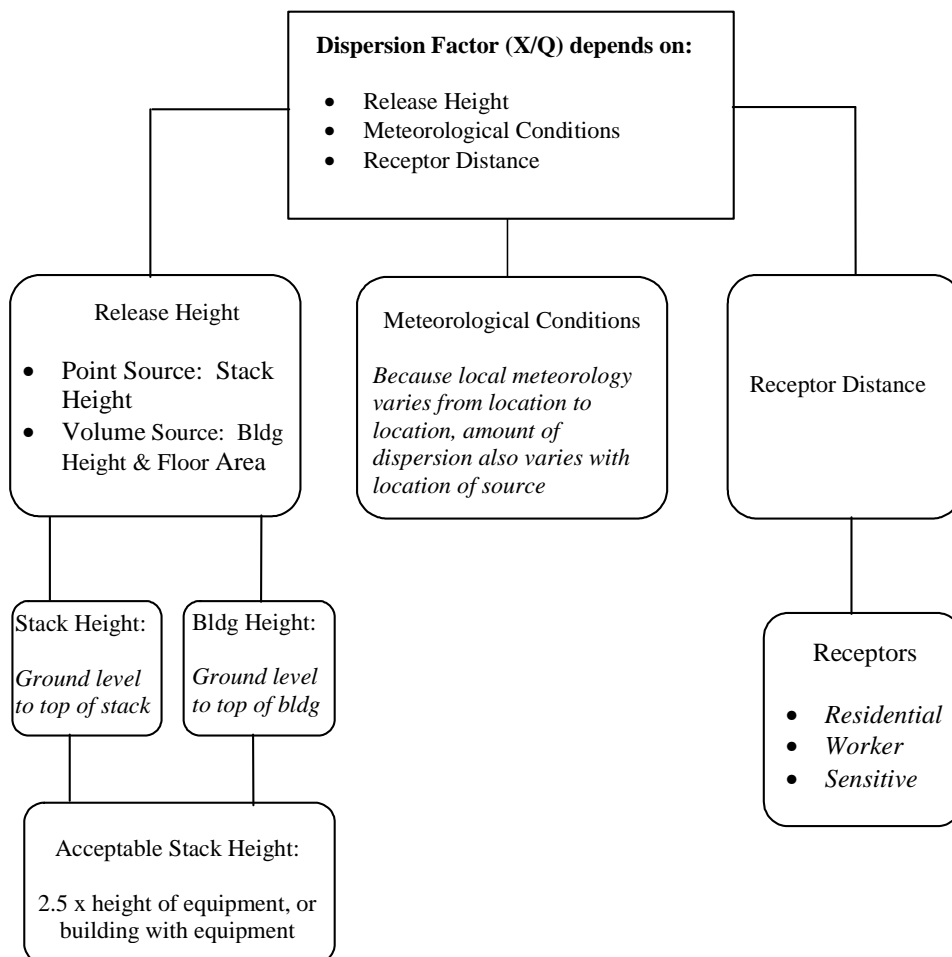 Dispersion Factor (X/Q) depends on:
• Release Height
• Meteorological Conditions
• Receptor Distance
Release Height
• Point Source: Stack
Height
• Volume Source: Bldg
Height & Floor Area
Meteorological Conditions
Because local meteorology
varies from location to
location, amount of
dispersion also varies with
location of source
Receptor Distance
Stack Height:
Ground level
to top of stack
Bldg Height:
Ground level
to top of bldg
Receptors
• Residential
• Worker
• Sensitive
Acceptable Stack Height:
2.5 x height of equipment, or
building with equipment